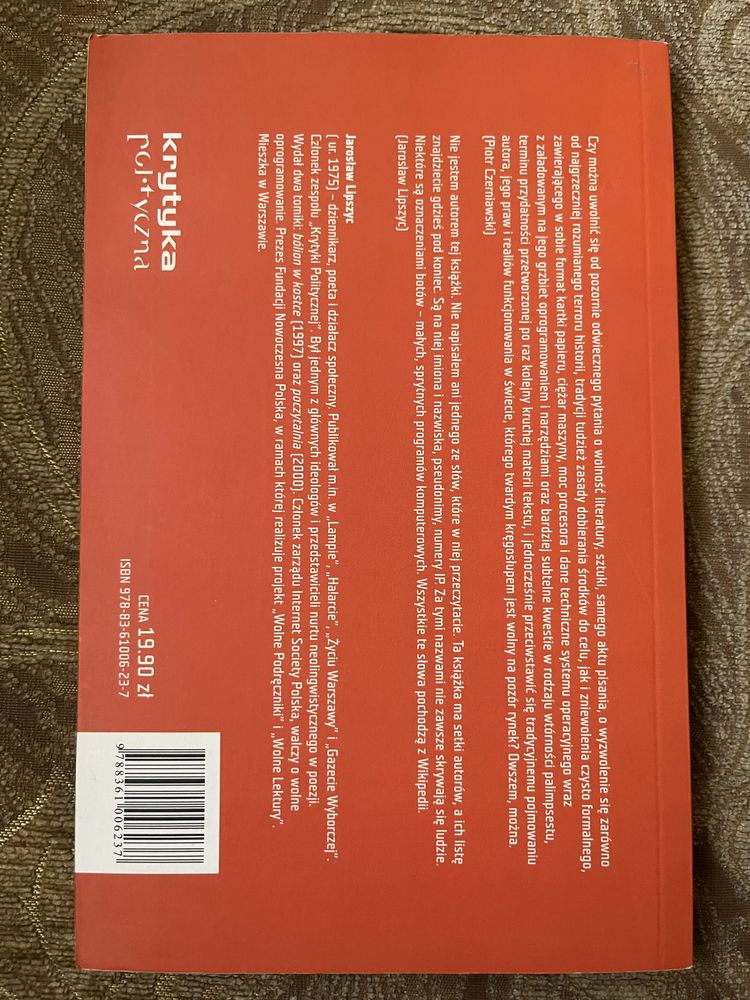 Czy można uwolnić się od pozornie odwiecznego pytania o wolność literatury, sztuki, samego aktu pisania, o wyzwolenie się zarówno
od najgrzeczniej rozumianego terroru historii, tradycji tudzież zasady dobierania środków do celu, jak i zniewolenia czysto formalnego,
zawierającego w sobie format kartki papieru, ciężar maszyny, moc procesora i dane techniczne systemu operacyjnego wraz
z załadowanym na jego grzbiet oprogramowaniem i narzędziami oraz bardziej subtelne kwestie w rodzaju wtórności palimpsestu,
terminu przydatności przetworzonej po raz kolejny kruchej materii tekstu, i jednocześnie przeciwstawić się tradycyjnemu pojmowaniu
autora, jego praw i realiów funkcjonowania w świecie, którego twardym kręgosłupem jest wolny na pozór rynek? Owszem, można.
(Piotr Czerniawski)
Nie jestem autorem tej książki. Nie napisałem ani jednego ze słów, które w niej przeczytacie. Ta książka ma setki autorów, a ich listę
znajdziecie gdzieś pod koniec. Są na niej imiona i nazwiska, pseudonimy, numery IP. Za tymi nazwami nie zawsze skrywają się ludzie.
Niektóre są oznaczeniami botów – małych, sprytnych programów komputerowych. Wszystkie te słowa pochodzą z Wikipedii.
(Jarosław Lipszyc)
Jarosław Lipszyc
( ur. 1975) – dziennikarz, poeta i działacz społeczny. Publikował m.in. w „Lampie”, „Ha!arcie”, „Życiu Warszawy” i „Gazecie Wyborczej”.
Członek zespołu „Krytyki Politycznej”. Był jednym z głównych ideologów i przedstawicieli nurtu neolingwistycznego w poezji.
Wydał dwa tomiki: bólion w kostce (1997) oraz poczytalnia (2000). Członek zarządu Internet Society Polska, walczy o wolne
oprogramowanie. Prezes Fundacji Nowoczesna Polska, w ramach której realizuje projekt „Wolne Podręczniki” i „Wolne Lektury”.
Mieszka w Warszawie.
krytyka
polityczna
CENA 19.90 zł
ISBN 978-83-61006-23-7
9788361006237